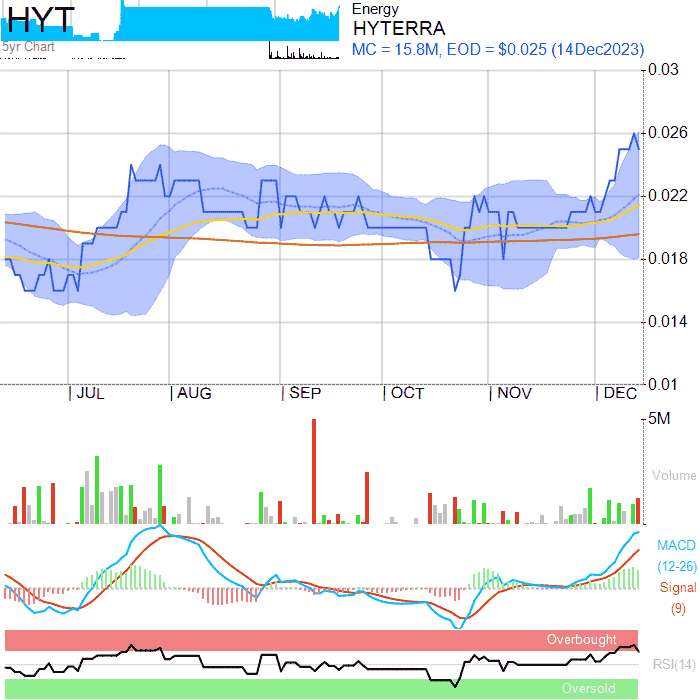 HYT
5yr Chart
Energy
HYTERRA
MC = 15.8M, EOD = $0.025 (14Dec2023)
0.03
0.026
0.022
0.018
0.014
0.01
JUL AUG SEP OCT NOV DEC
5M
Volume
MACD
(12-26)
Signal
(9)
Overbought
RSI(14)
Oversold